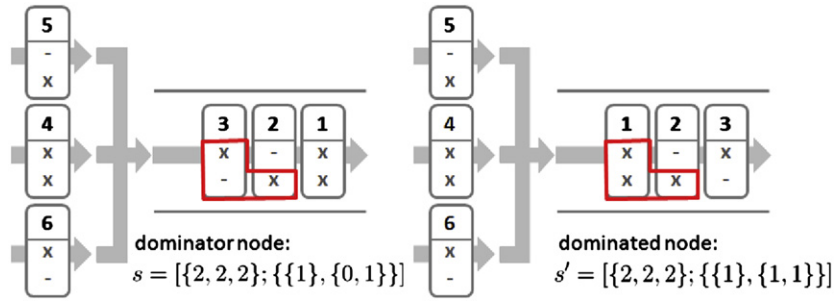 5
-
x
4
x
x
6
x
-
3 2 1
x - x
- x x
dominator node:
s = [{2, 2, 2}; {{1}, {0, 1}}]
5
-
x
4
x
x
6
x
-
1 2 3
x - x
x x -
dominated node:
s′ = [{2, 2, 2}; {{1}, {1, 1}}]